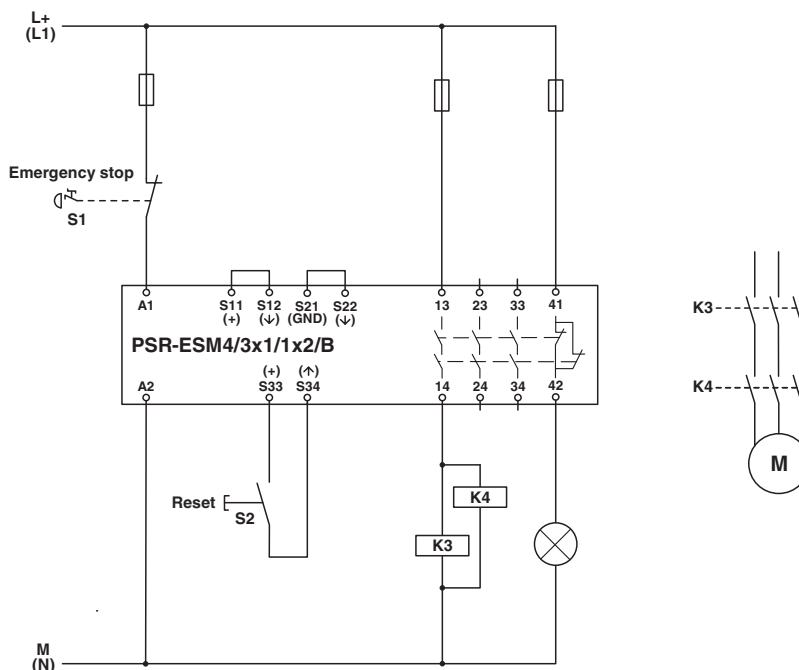 L+
(L1)
Emergency stop
S1
A1 S11 S12 S21 S22 13 23 33 41
(+) (↓) (GND) (↓)
PSR-ESM4/3x1/1x2/B
(+) (↑)
A2 S33 S34 14 24 34 42
Reset
S2
K4
K3
M
(N)
K3
K4
M